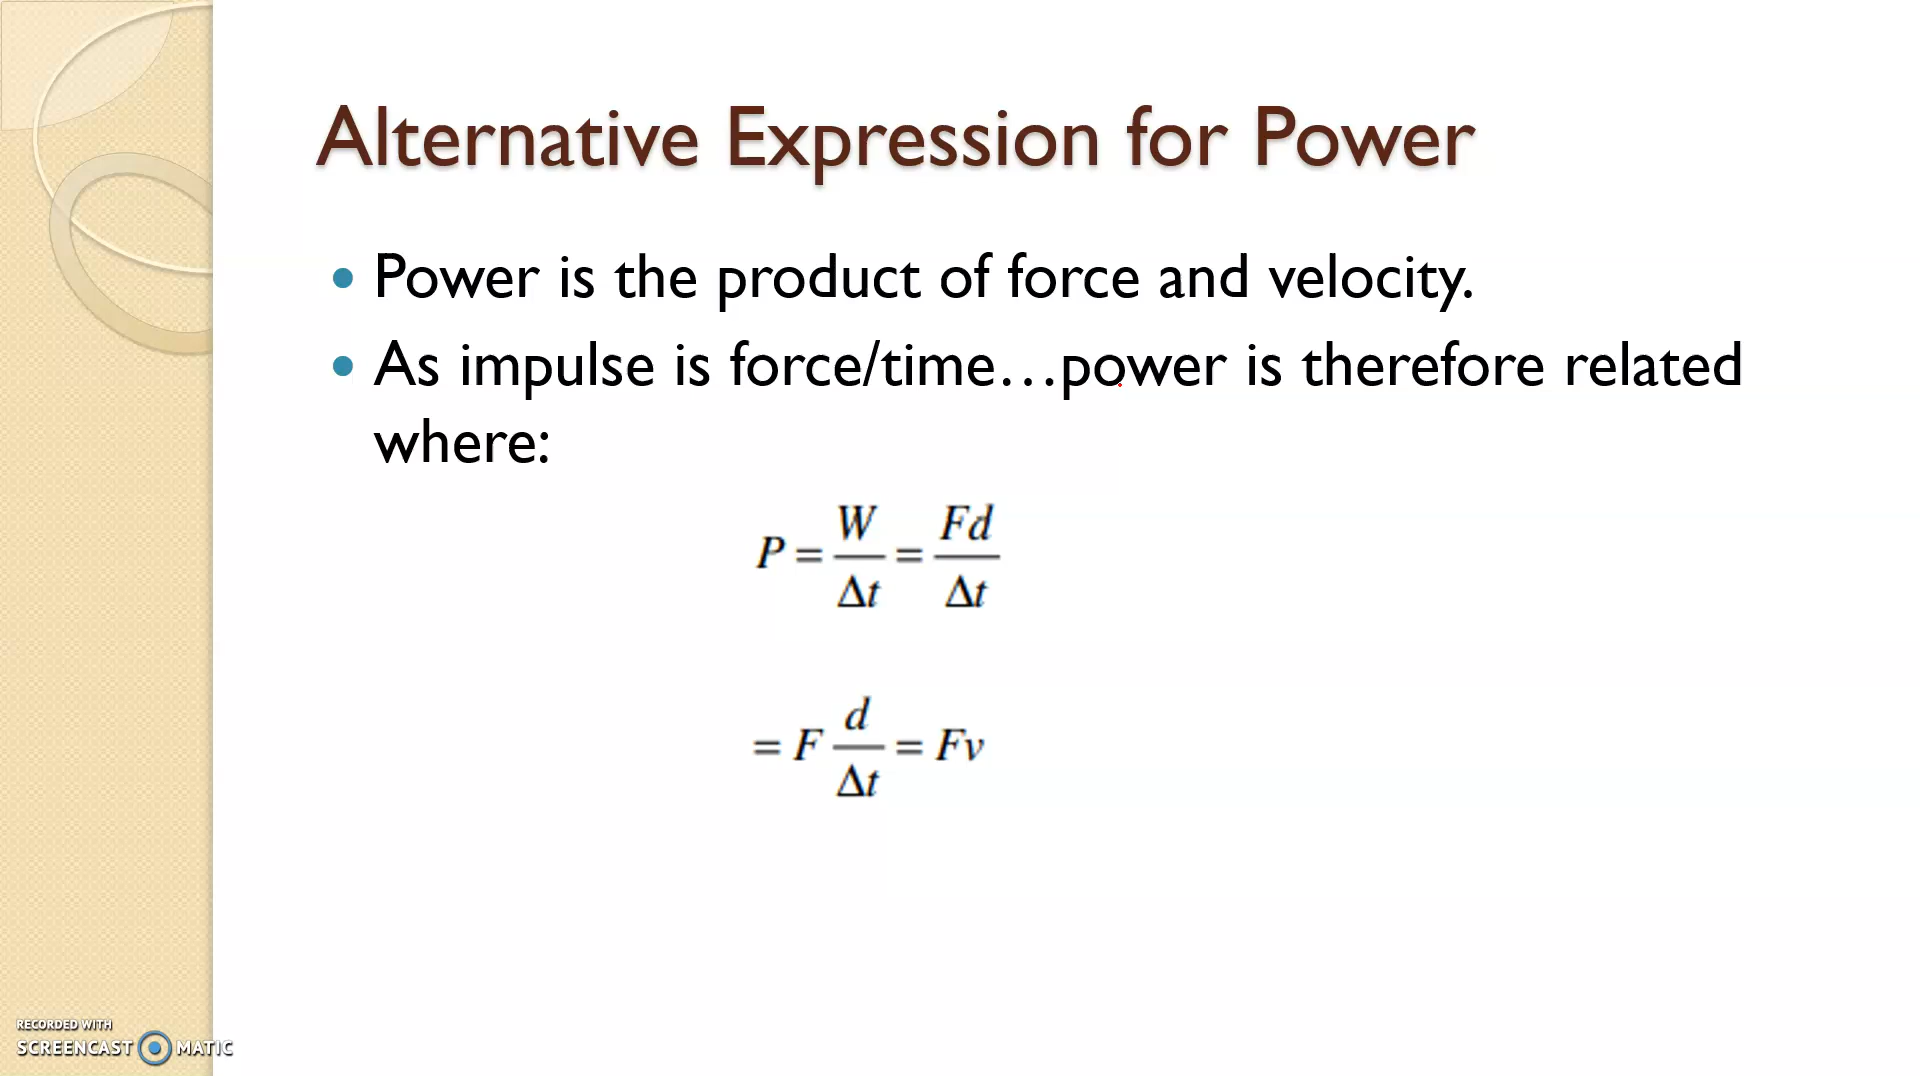 Alternative Expression for Power
• Power is the product of force and velocity.
• As impulse is force/time…power is therefore related
where:
P = W/Δt = Fd/Δt
= F d/Δt = Fv
RECORDED WITH
SCREENCAST MATIC